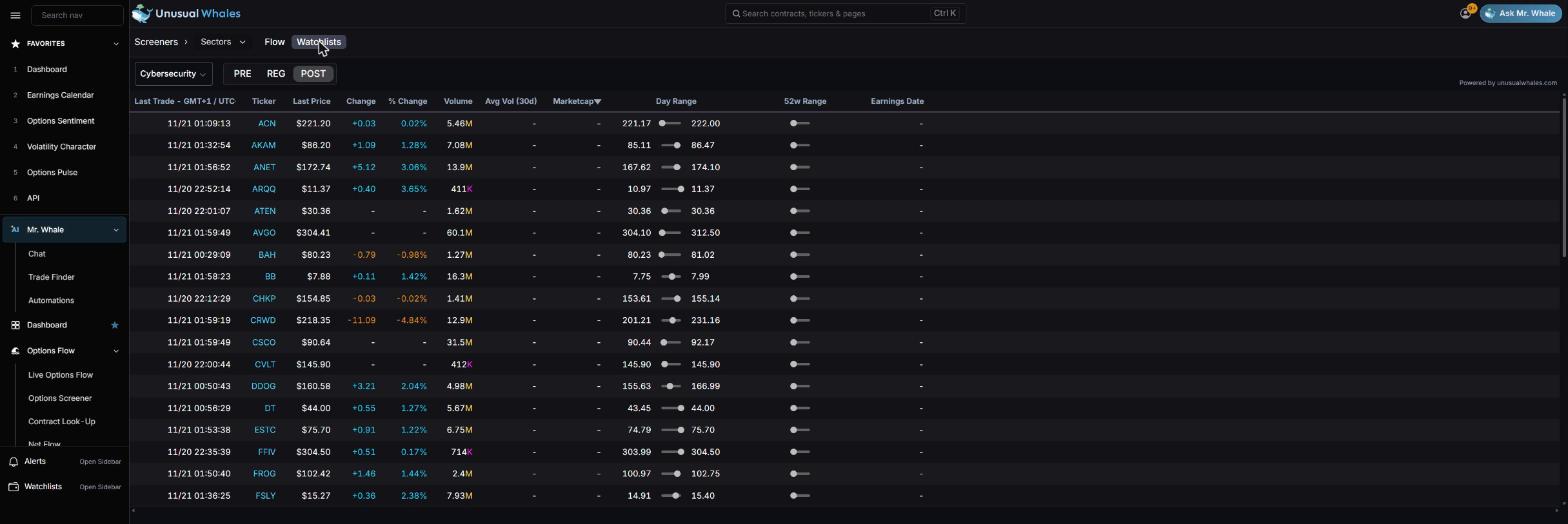 Search nav
Unusual Whales
Search contracts, tickers & pages Ctrl K
9+ Ask Mr. Whale
FAVORITES
1 Dashboard
2 Earnings Calendar
3 Options Sentiment
4 Volatility Character
5 Options Pulse
6 API
AI Mr. Whale
Chat
Trade Finder
Automations
Dashboard
Options Flow
Live Options Flow
Options Screener
Contract Look-Up
Net Flow
Alerts Open Sidebar
Watchlists Open Sidebar
Screeners › Sectors Flow Watchlists
Cybersecurity PRE REG POST
Powered by unusualwhales.com
Last Trade - GMT+1 / UTC Ticker Last Price Change % Change Volume Avg Vol (30d) Marketcap▼ Day Range 52w Range Earnings Date
11/21 01:09:13 ACN $221.20 +0.03 0.02% 5.46M - - 221.17 222.00 -
11/21 01:32:54 AKAM $86.20 +1.09 1.28% 7.08M - - 85.11 86.47 -
11/21 01:56:52 ANET $172.74 +5.12 3.06% 13.9M - - 167.62 174.10 -
11/20 22:52:14 ARQQ $11.37 +0.40 3.65% 411K - - 10.97 11.37 -
11/20 22:01:07 ATEN $30.36 - - 1.62M - - 30.36 30.36 -
11/21 01:59:49 AVGO $304.41 - - 60.1M - - 304.10 312.50 -
11/21 00:29:09 BAH $80.23 -0.79 -0.98% 1.27M - - 80.23 81.02 -
11/21 01:58:23 BB $7.88 +0.11 1.42% 16.3M - - 7.75 7.99 -
11/20 22:12:29 CHKP $154.85 -0.03 -0.02% 1.41M - - 153.61 155.14 -
11/21 01:59:19 CRWD $218.35 -11.09 -4.84% 12.9M - - 201.21 231.16 -
11/21 01:59:49 CSCO $90.64 - - 31.5M - - 90.44 92.17 -
11/20 22:00:44 CVLT $145.90 - - 412K - - 145.90 145.90 -
11/21 00:50:43 DDOG $160.58 +3.21 2.04% 4.98M - - 155.63 166.99 -
11/21 00:56:29 DT $44.00 +0.55 1.27% 5.67M - - 43.45 44.00 -
11/21 01:53:38 ESTC $75.70 +0.91 1.22% 6.75M - - 74.79 75.70 -
11/20 22:35:39 FFIV $304.50 +0.51 0.17% 714K - - 303.99 304.50 -
11/21 01:50:40 FROG $102.42 +1.46 1.44% 2.4M - - 100.97 102.75 -
11/21 01:36:25 FSLY $15.27 +0.36 2.38% 7.93M - - 14.91 15.40 -